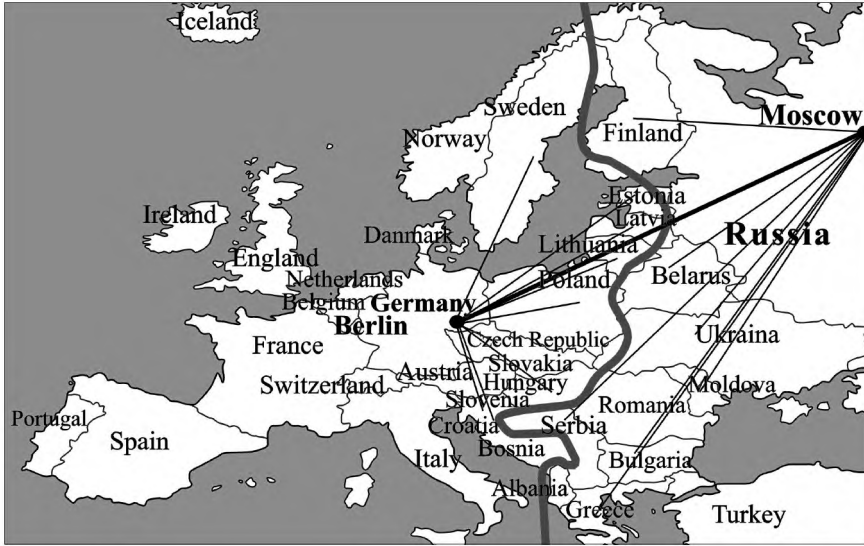 Iceland
Sweden
Norway
Finland
Moscow
Estonia
Latvia
Ireland
Danmark
Lithuania
Russia
England
Netherlands
Poland
Belarus
Belgium
Germany
Berlin
Czech Republic
Ukraina
France
Slovakia
Austria
Hungary
Switzerland
Moldova
Slovenia
Romania
Portugal
Croatia
Serbia
Spain
Bosnia
Italy
Bulgaria
Albania
Greece
Turkey